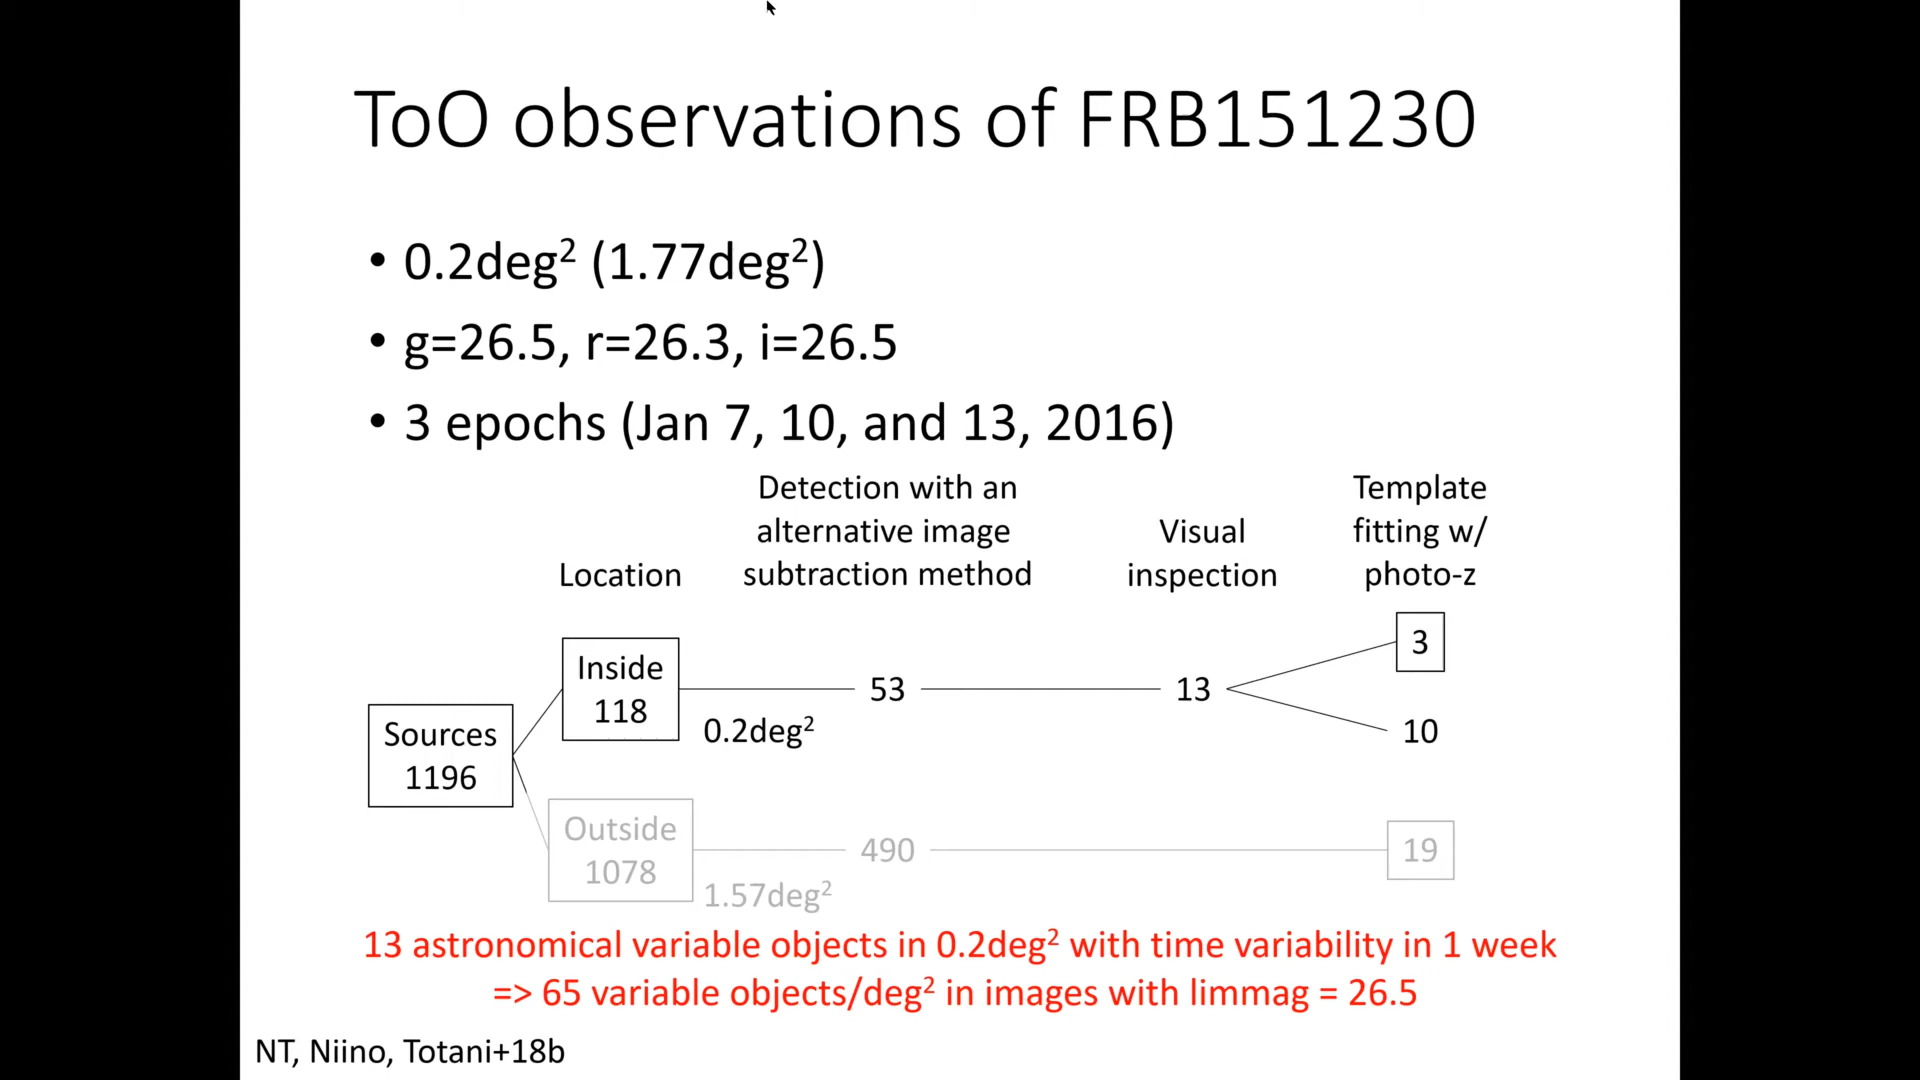 ToO observations of FRB151230
• 0.2deg² (1.77deg²)
• g=26.5, r=26.3, i=26.5
• 3 epochs (Jan 7, 10, and 13, 2016)
Location
Detection with an
alternative image
subtraction method
Visual
inspection
Template
fitting w/
photo-z
Sources
1196
Inside
118
0.2deg²
53
13
3
10
Outside
1078
1.57deg²
490
19
13 astronomical variable objects in 0.2deg² with time variability in 1 week
=> 65 variable objects/deg² in images with limmag = 26.5
NT, Niino, Totani+18b